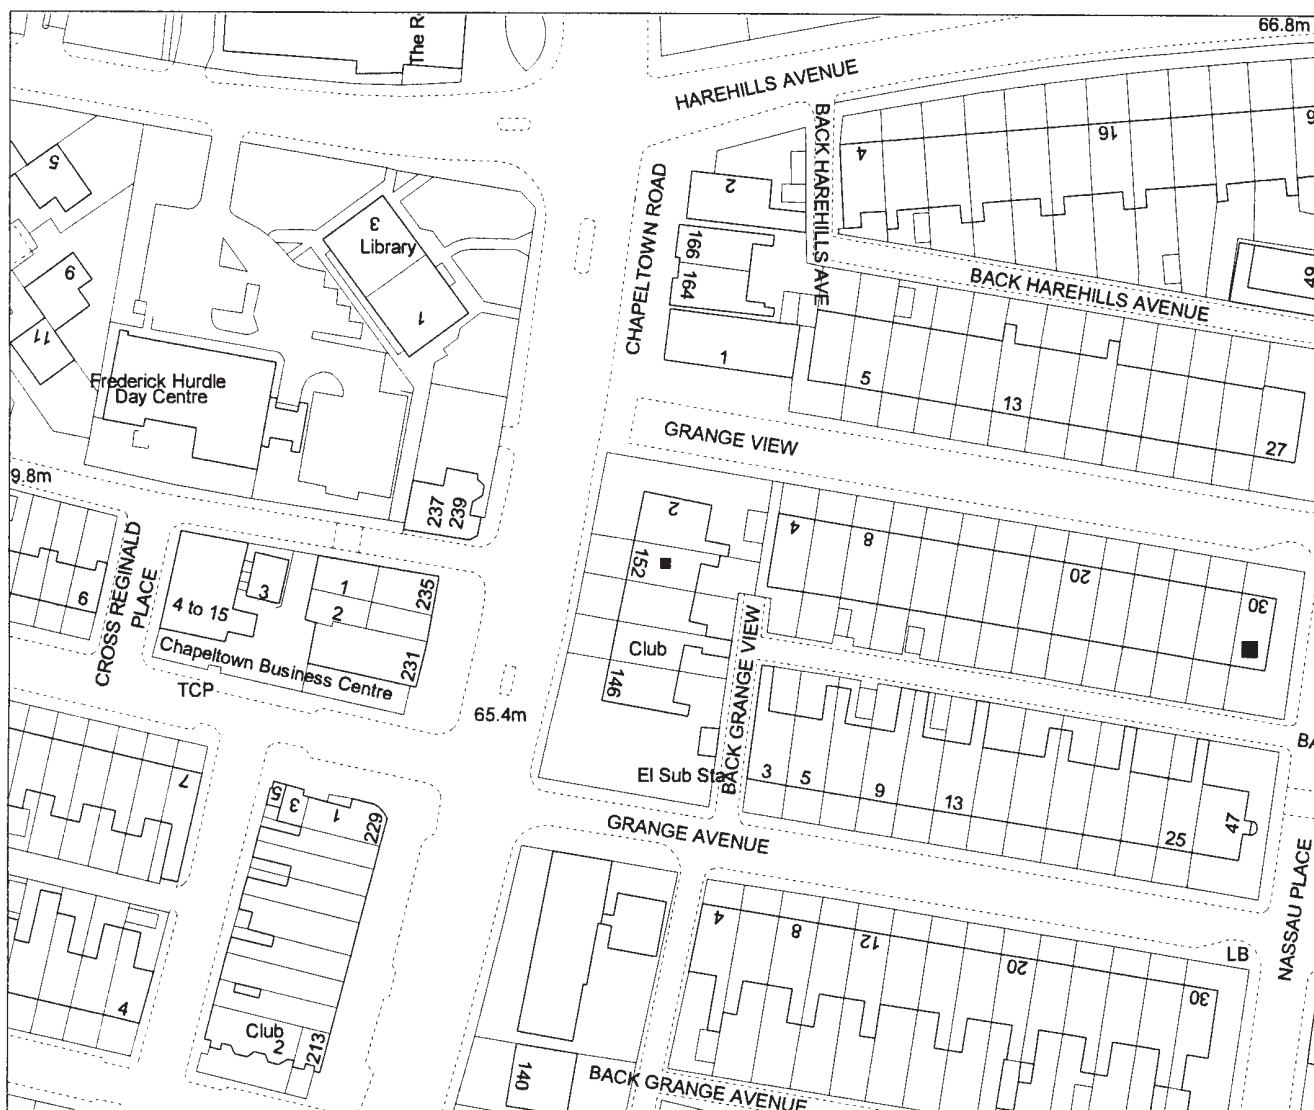 66.8m
The R
HAREHILLS AVENUE
BACK HAREHILLS AVE
4
16
5
3
Library
1
CHAPELTOWN ROAD
2
166
164
9
11
BACK HAREHILLS AVENUE
49
1
5
13
27
Frederick Hurdle
Day Centre
GRANGE VIEW
9.8m
237
239
2
152
4
8
20
30
CROSS REGINALD
PLACE
6
4 to 15
3
1
2
235
231
Chapeltown Business Centre
TCP
Club
146
BACK GRANGE VIEW
65.4m
El Sub Sta
BA
3
5
9
13
25
47
7
5
3
1
229
GRANGE AVENUE
NASSAU PLACE
4
8
12
20
30
LB
4
Club
2
213
140
BACK GRANGE AVENUE